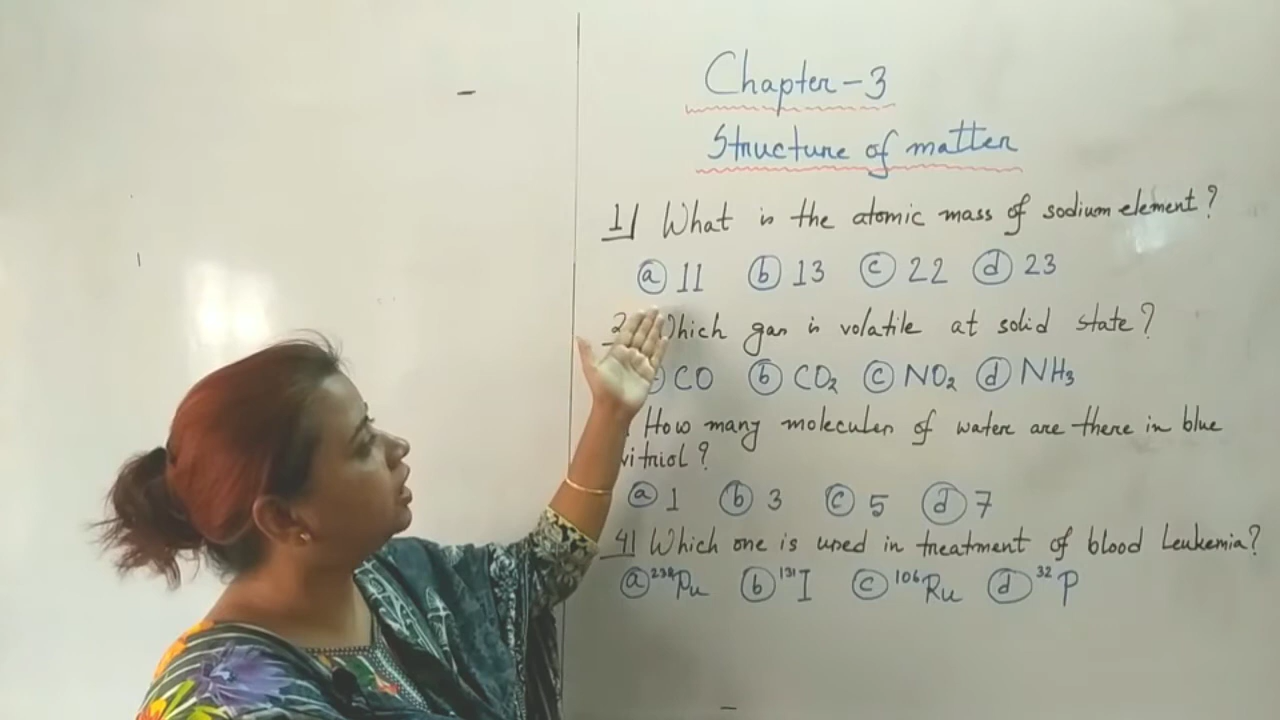 Chapter-3
Structure of matter
1| What is the atomic mass of sodium element?
ⓐ 11 ⓑ 13 ⓒ 22 ⓓ 23
2 Which gas is volatile at solid state?
CO ⓑ CO₂ ⓒ NO₂ ⓓ NH₃
How many molecules of water are there in blue
vitriol?
ⓐ 1 ⓑ 3 ⓒ 5 ⓓ 7
4| Which one is used in treatment of blood Leukemia?
ⓐ ²³⁸Pu ⓑ ¹³¹I ⓒ ¹⁰⁶Ru ⓓ ³²P